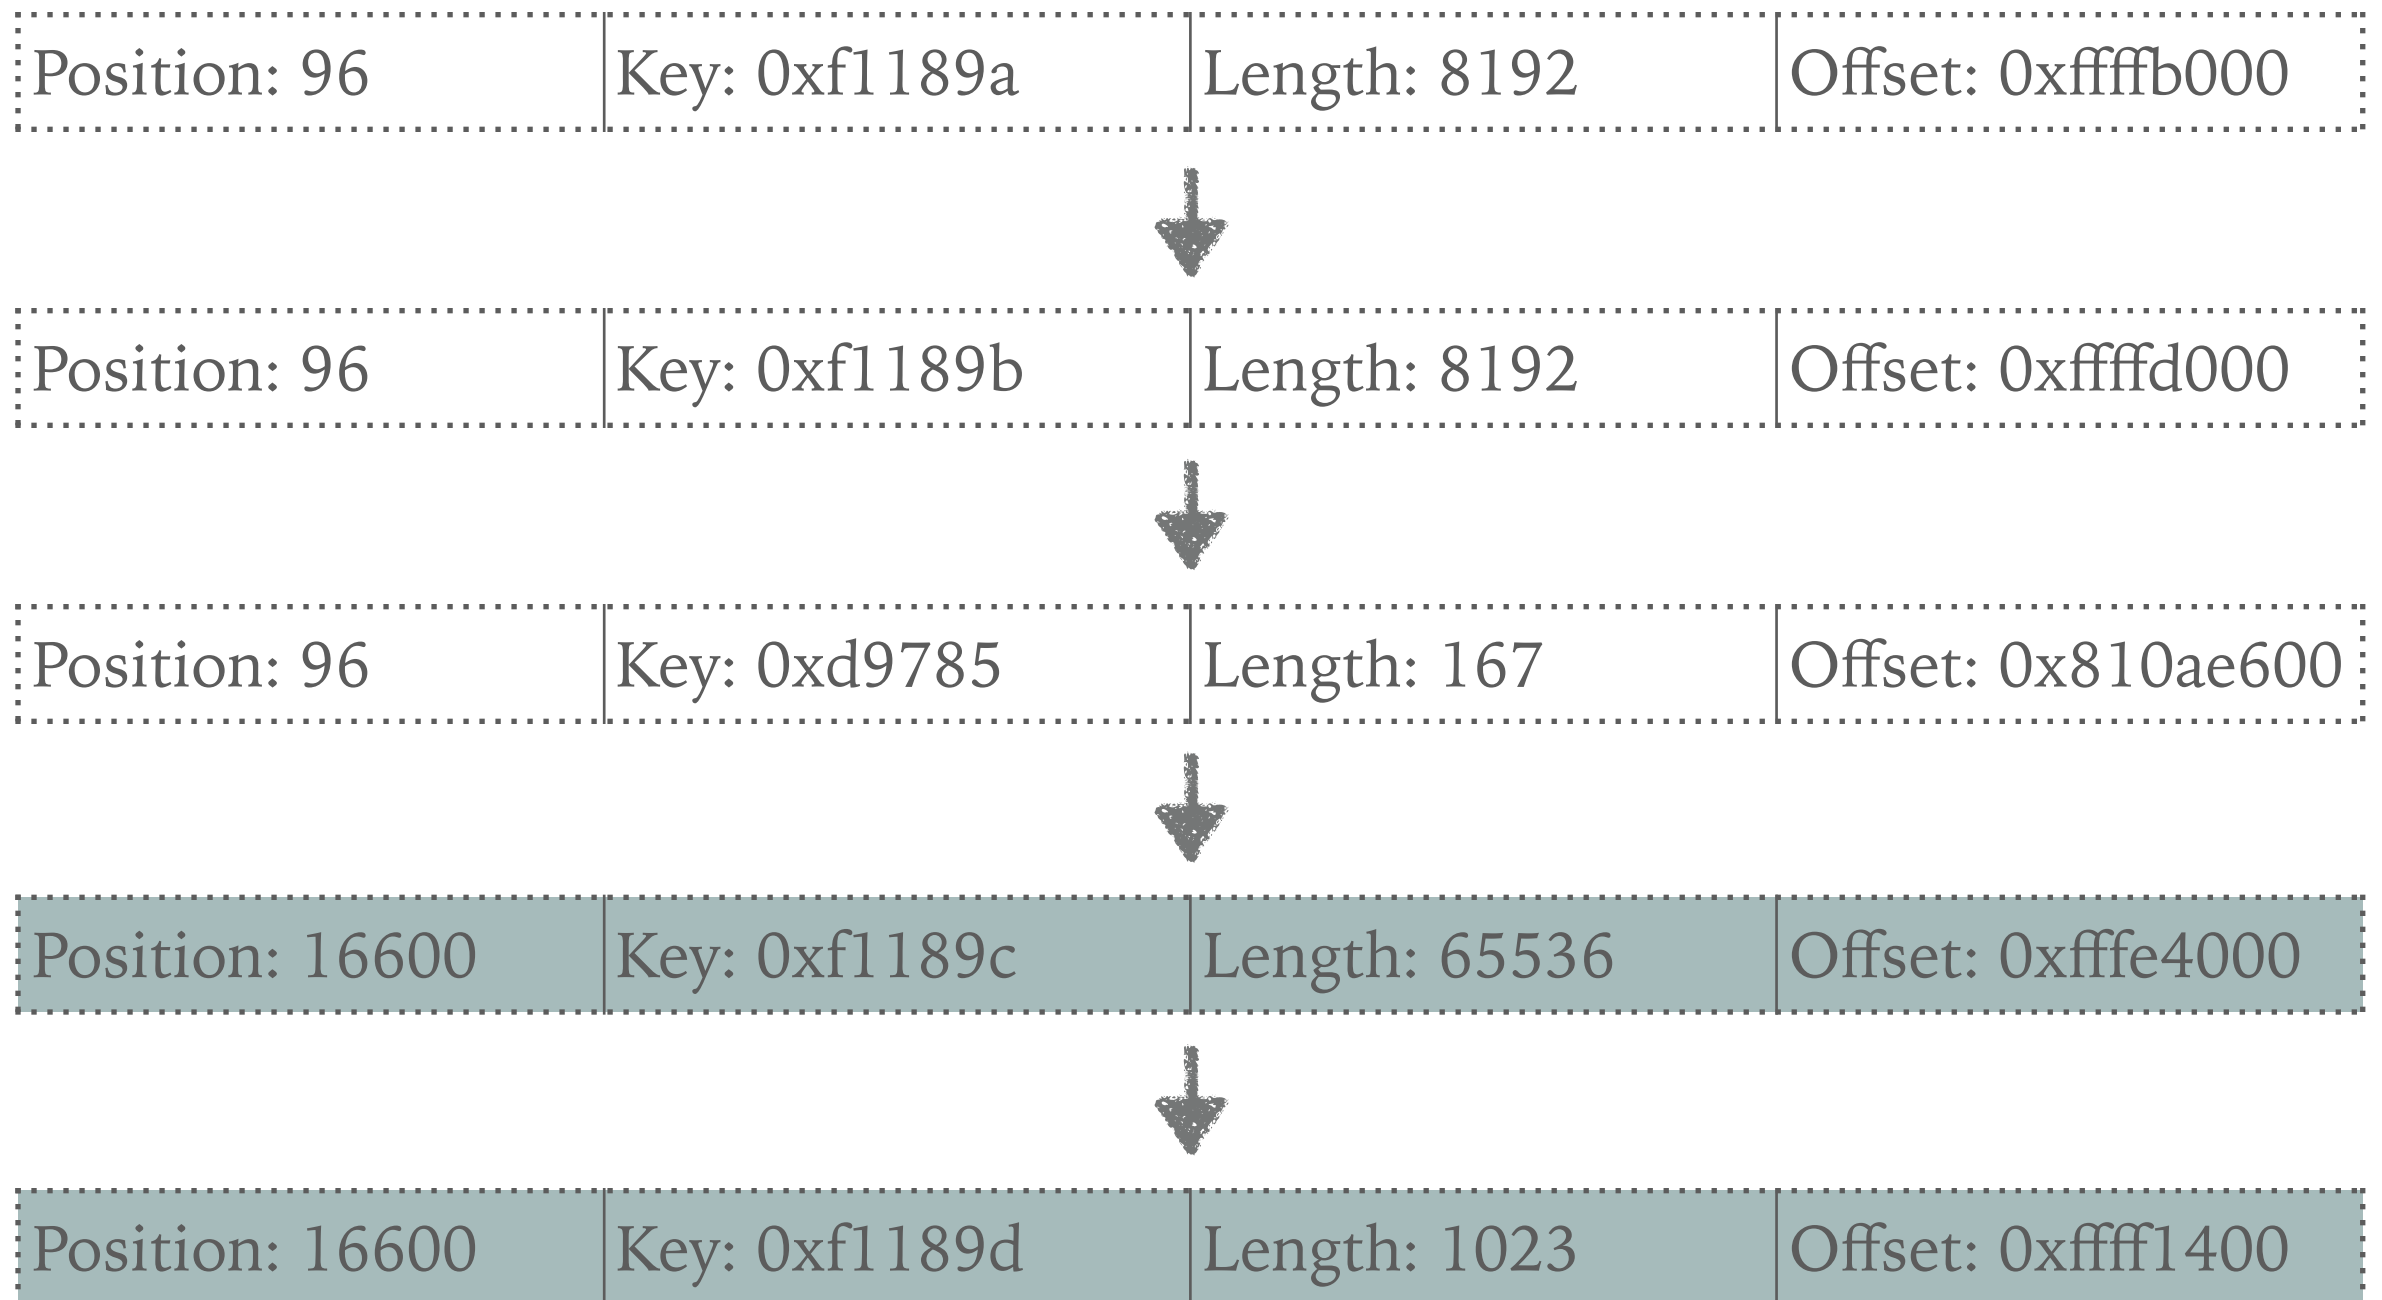 Position: 96 Key: 0xf1189a Length: 8192 Offset: 0xffffb000
Position: 96 Key: 0xf1189b Length: 8192 Offset: 0xffffd000
Position: 96 Key: 0xd9785 Length: 167 Offset: 0x810ae600
Position: 16600 Key: 0xf1189c Length: 65536 Offset: 0xfffe4000
Position: 16600 Key: 0xf1189d Length: 1023 Offset: 0xffff1400